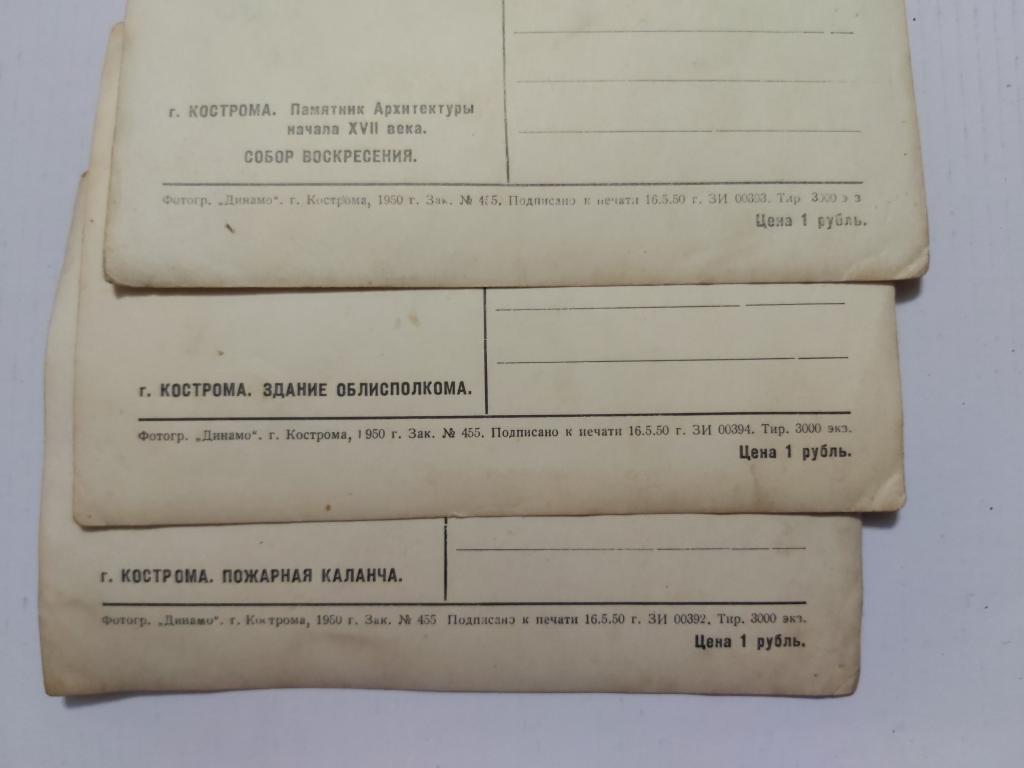 г. КОСТРОМА. Памятник Архитектуры
начала XVII века.
СОБОР ВОСКРЕСЕНИЯ.
Фотогр. „Динамо“. г. Кострома, 1950 г. Зак. № 455. Подписано к печати 16.5.50 г. ЗИ 00393. Тир 3000 э з
Цена 1 рубль.
г. КОСТРОМА. ЗДАНИЕ ОБЛИСПОЛКОМА.
Фотогр. „Динамо“. г. Кострома, 1950 г. Зак. № 455. Подписано к печати 16.5.50 г. ЗИ 00394. Тир. 3000 экз.
Цена 1 рубль.
г. КОСТРОМА. ПОЖАРНАЯ КАЛАНЧА.
Фотогр. „Динамо“. г. Кострома, 1950 г. Зак. № 455 Подписано к печати 16.5.50 г. ЗИ 00392. Тир. 3000 экз.
Цена 1 рубль.